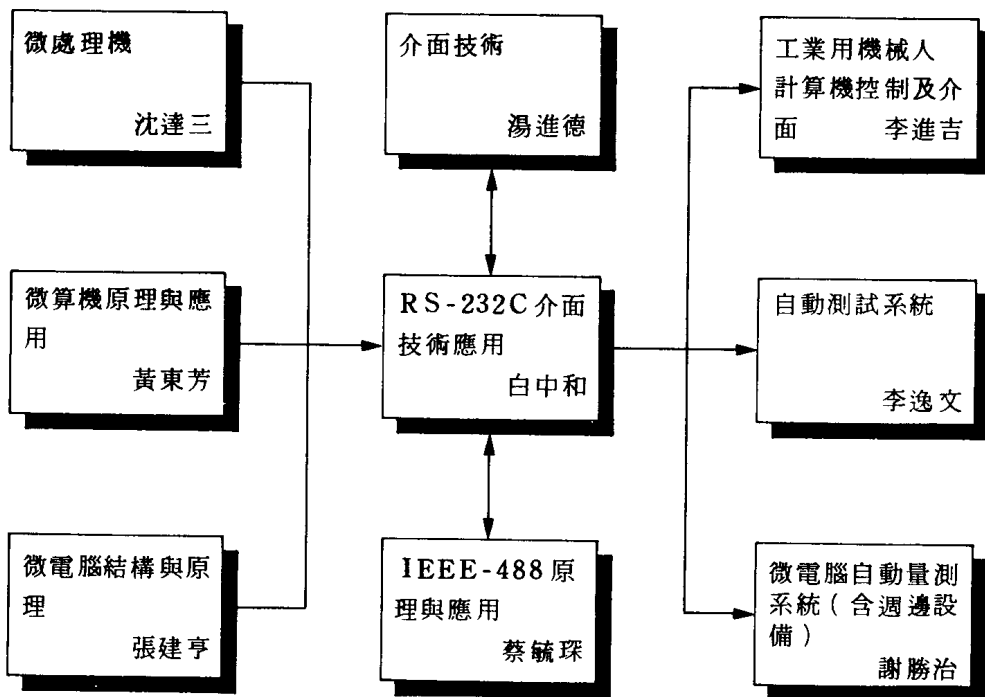 微處理機
沈達三
介面技術
湯進德
工業用機械人
計算機控制及介
面 李進吉
微算機原理與應
用
黃東芳
RS-232C介面
技術應用
白中和
自動測試系統
李逸文
微電腦結構與原
理
張建亨
IEEE-488原
理與應用
蔡毓琛
微電腦自動量測
系統(含週邊設
備)
謝勝治